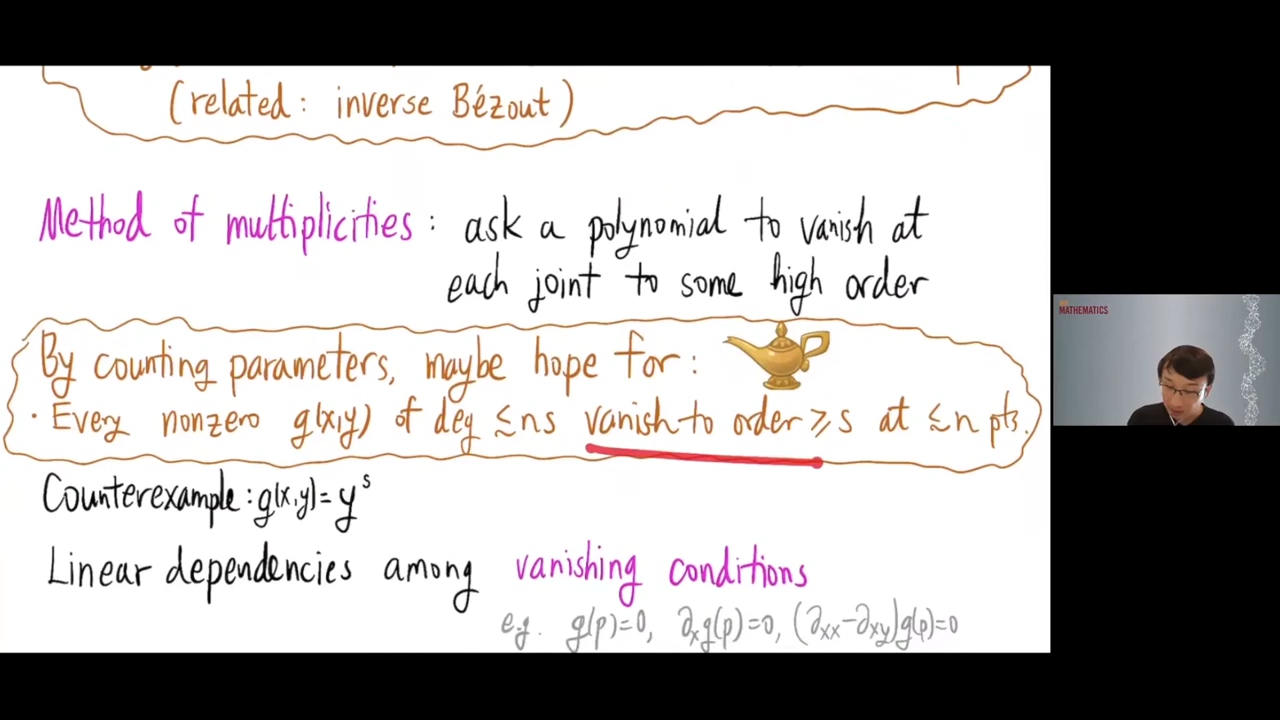 (related: inverse Bézout)
Method of multiplicities: ask a polynomial to vanish at
each joint to some high order
By counting parameters, maybe hope for:
· Every nonzero g(x,y) of deg ≲ns vanish to order ⩾s at ≲n pts.
Counterexample: g(x,y)=y^s
Linear dependencies among vanishing conditions
e.g. g(p)=0, ∂ₓg(p)=0, (∂ₓₓ-∂ₓᵧ)g(p)=0
MATHEMATICS